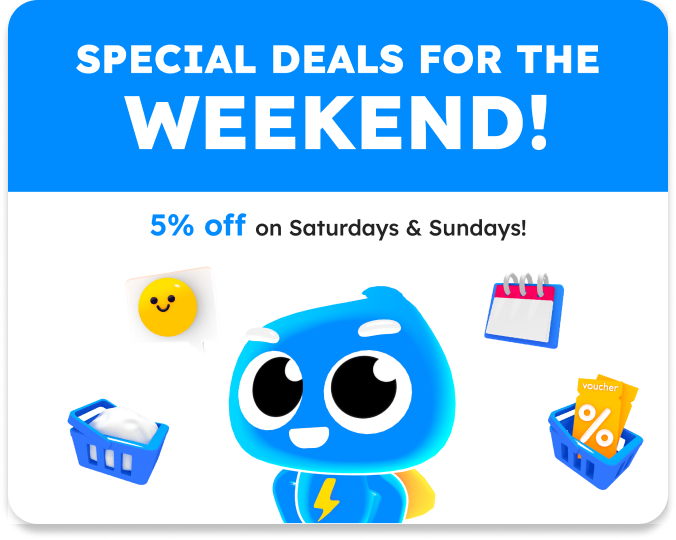 SPECIAL DEALS FOR THE
WEEKEND!
5% off on Saturdays & Sundays!
voucher
%